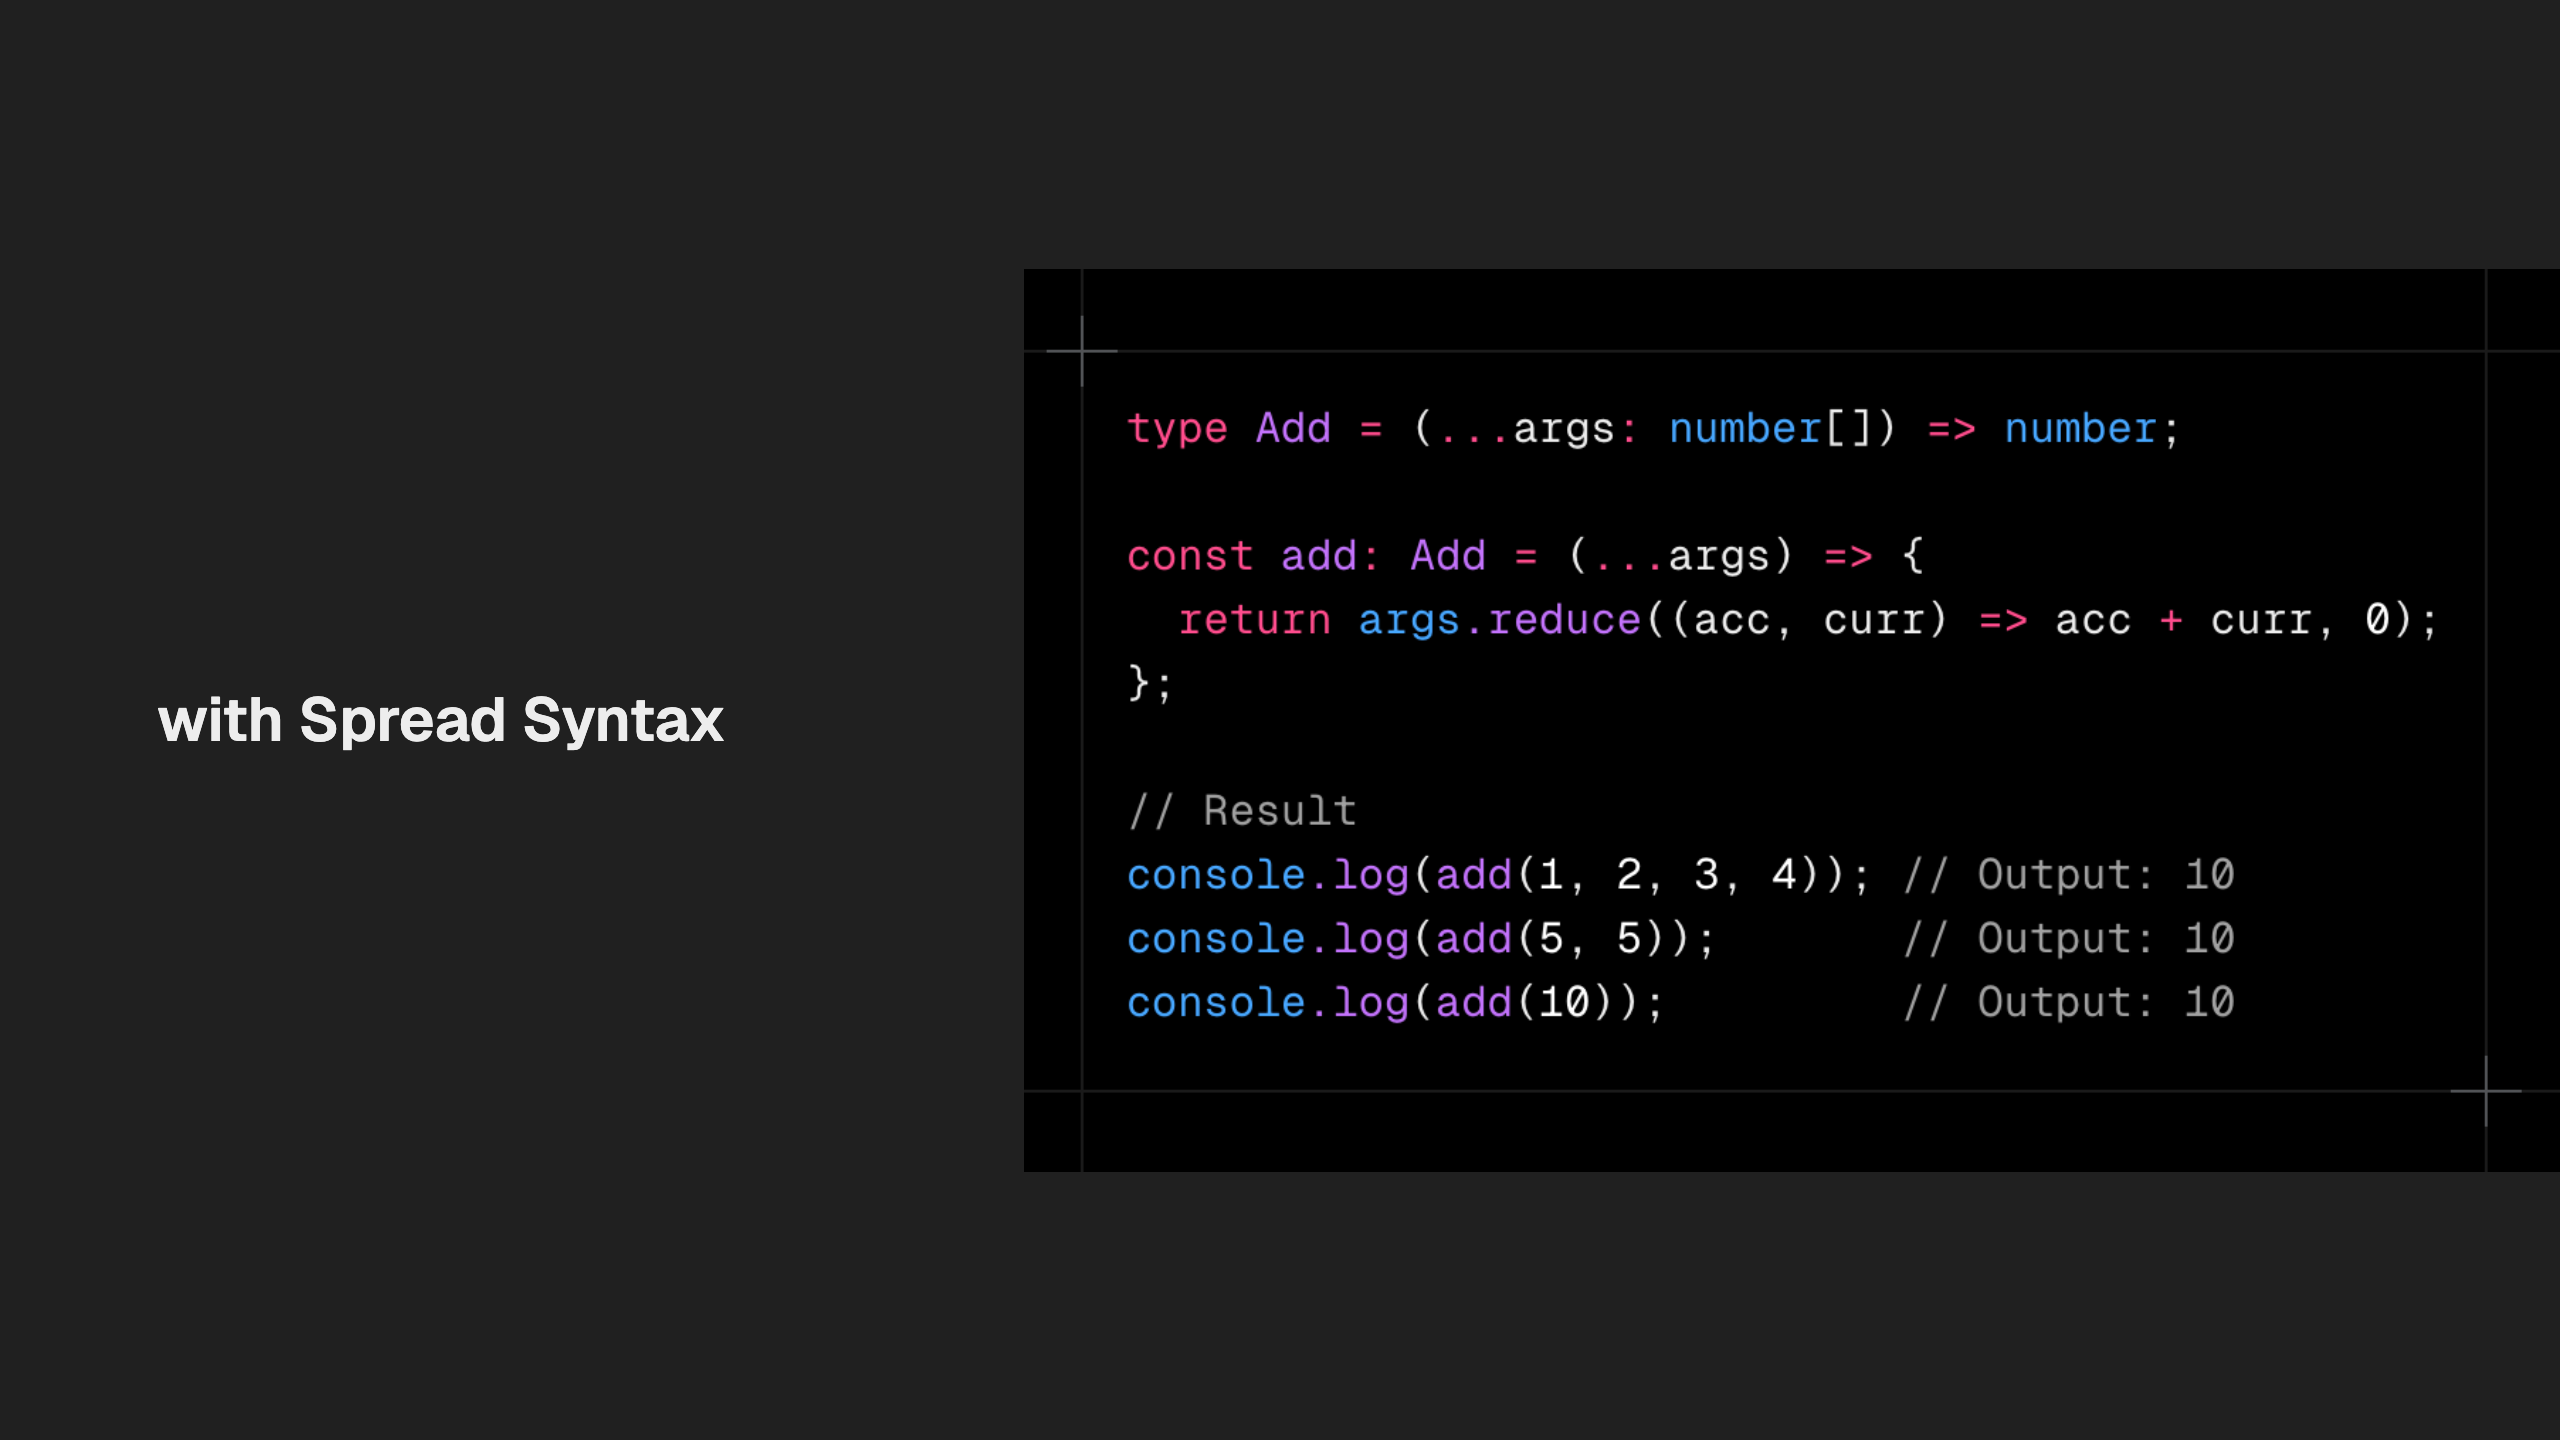 with Spread Syntax
type Add = (...args: number[]) => number;
const add: Add = (...args) => {
  return args.reduce((acc, curr) => acc + curr, 0);
};
// Result
console.log(add(1, 2, 3, 4)); // Output: 10
console.log(add(5, 5));       // Output: 10
console.log(add(10));         // Output: 10